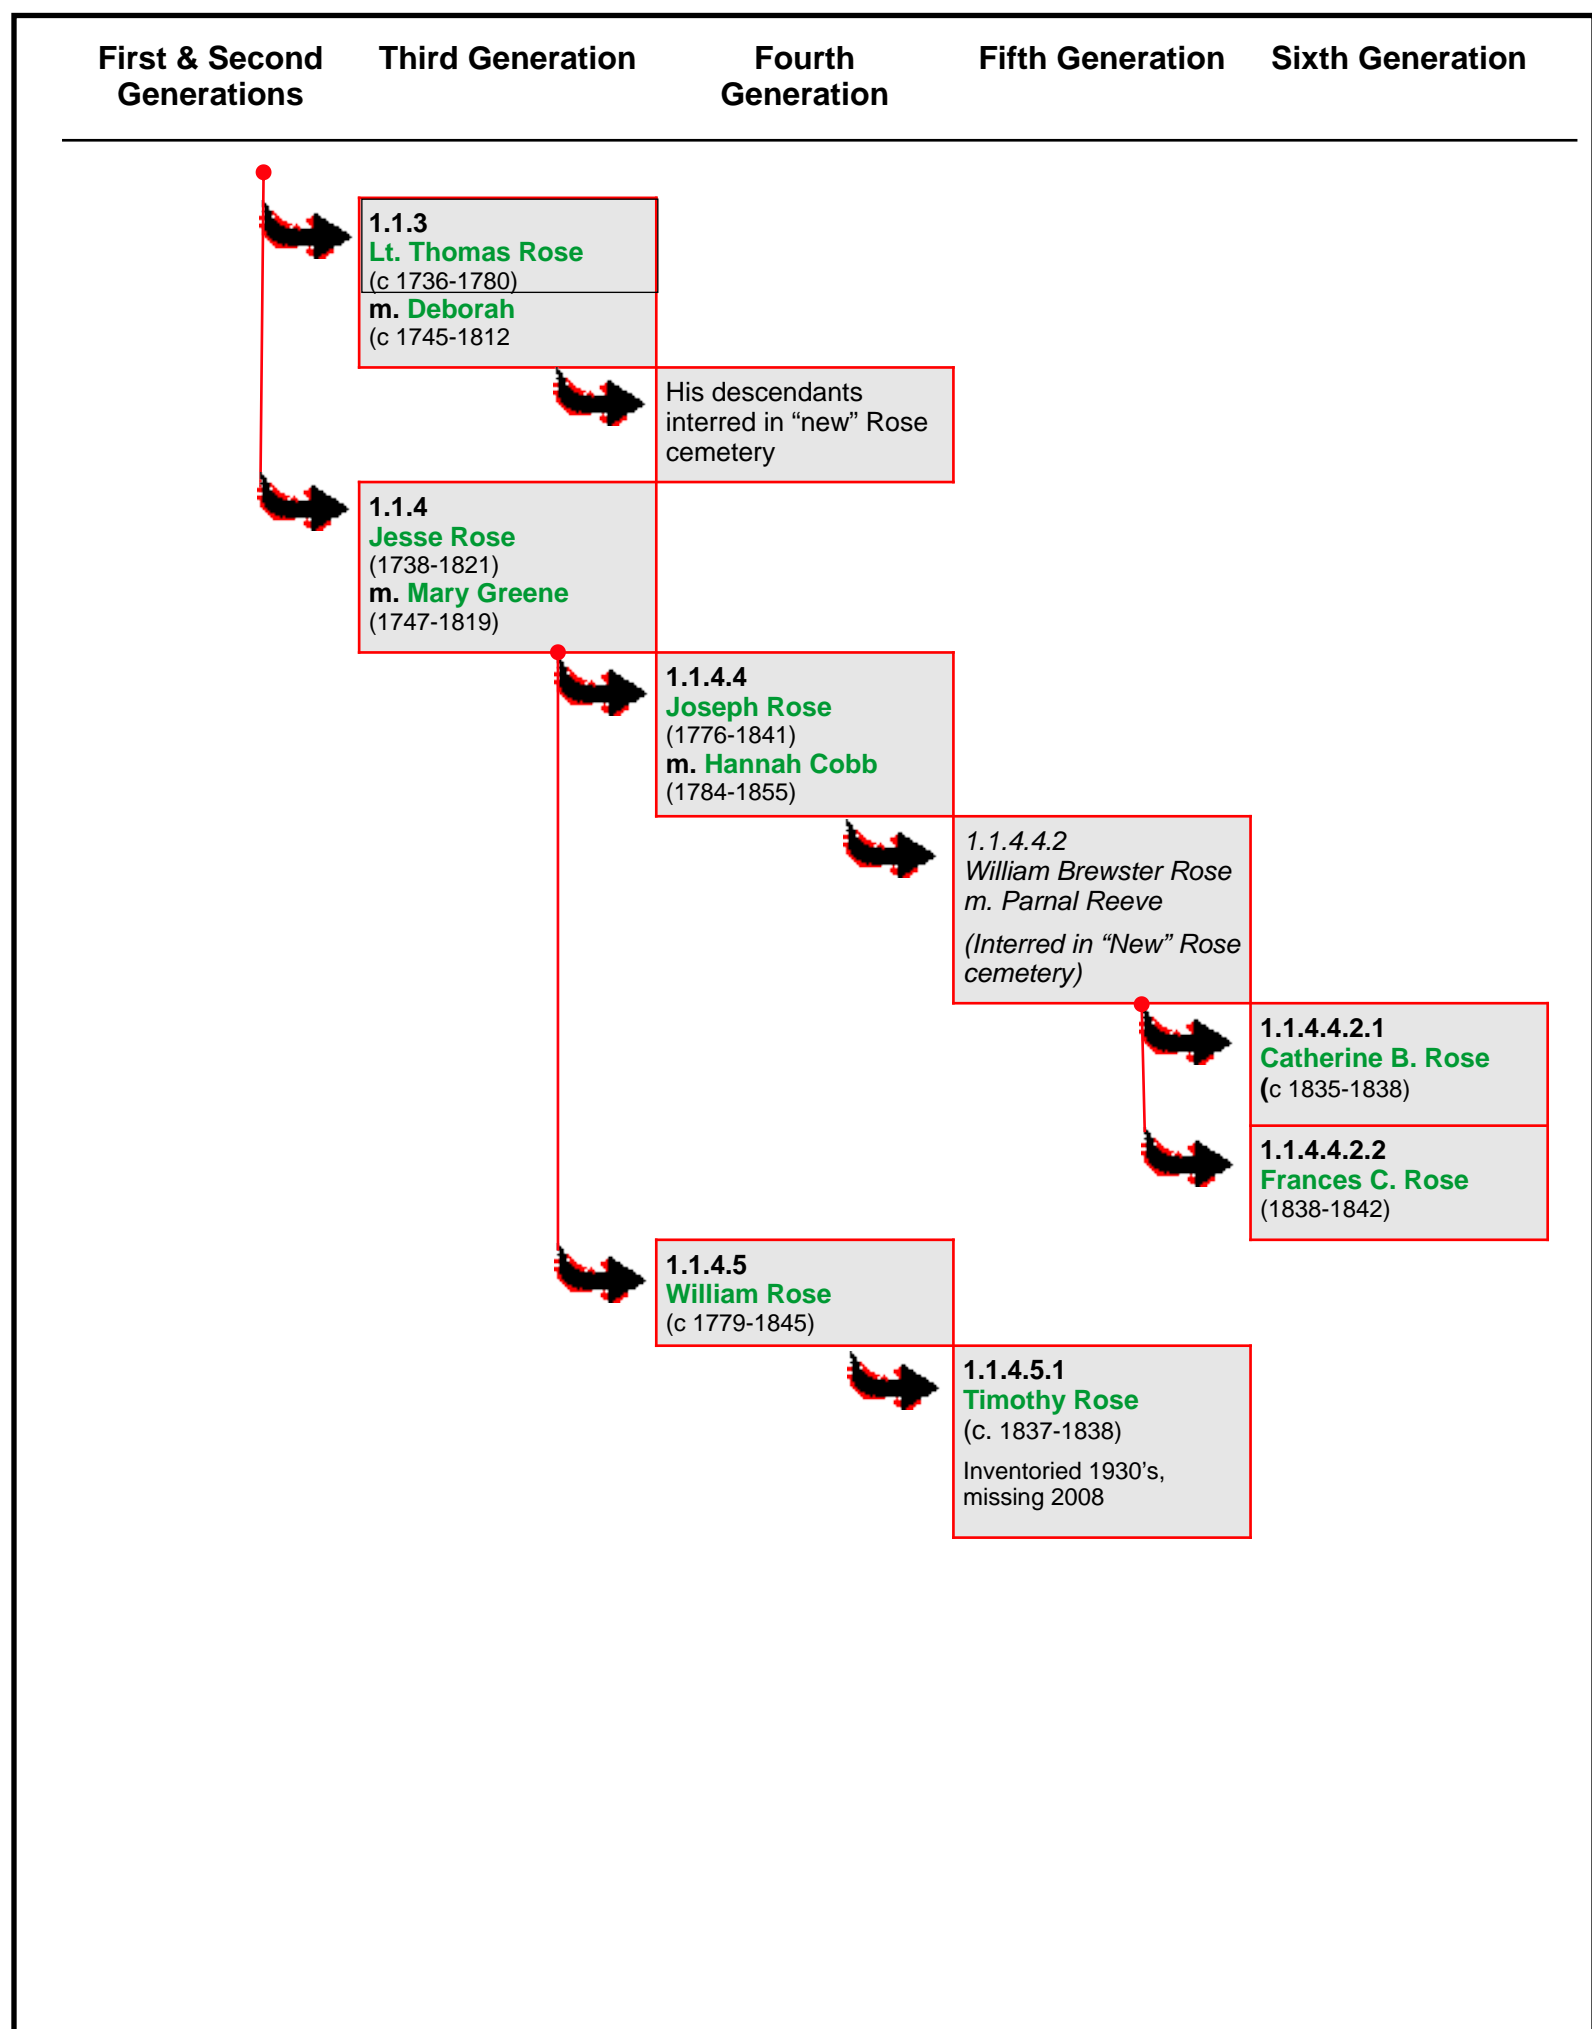 First & Second
Generations
Third Generation
Fourth
Generation
Fifth Generation
Sixth Generation
1.1.3
Lt. Thomas Rose
(c 1736-1780)
m. Deborah
(c 1745-1812
His descendants
interred in “new” Rose
cemetery
1.1.4
Jesse Rose
(1738-1821)
m. Mary Greene
(1747-1819)
1.1.4.4
Joseph Rose
(1776-1841)
m. Hannah Cobb
(1784-1855)
1.1.4.4.2
William Brewster Rose
m. Parnal Reeve
(Interred in “New” Rose
cemetery)
1.1.4.4.2.1
Catherine B. Rose
(c 1835-1838)
1.1.4.4.2.2
Frances C. Rose
(1838-1842)
1.1.4.5
William Rose
(c 1779-1845)
1.1.4.5.1
Timothy Rose
(c. 1837-1838)
Inventoried 1930’s,
missing 2008